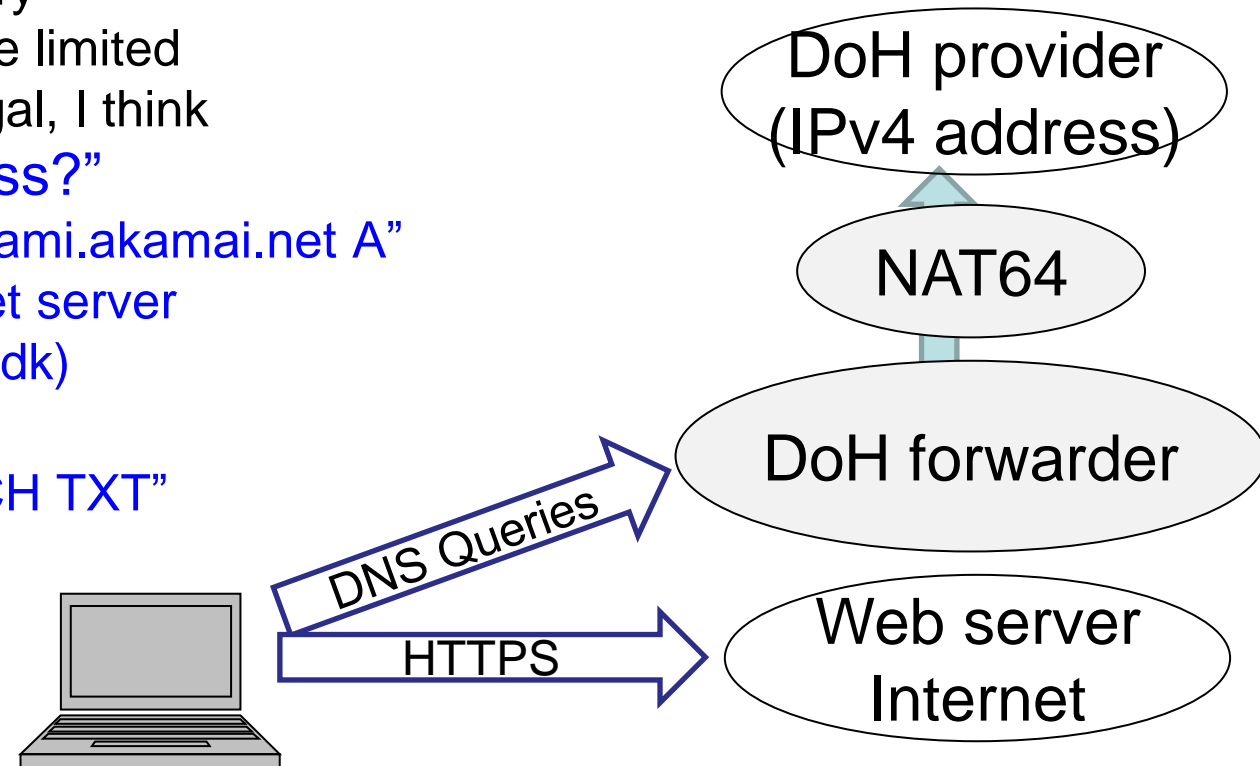 e limited
gal, I think
ss?”
ami.akamai.net A”
et server
dk)
CH TXT”
DoH provider
(IPv4 address)
NAT64
DoH forwarder
DNS Queries
HTTPS
Web server
Internet